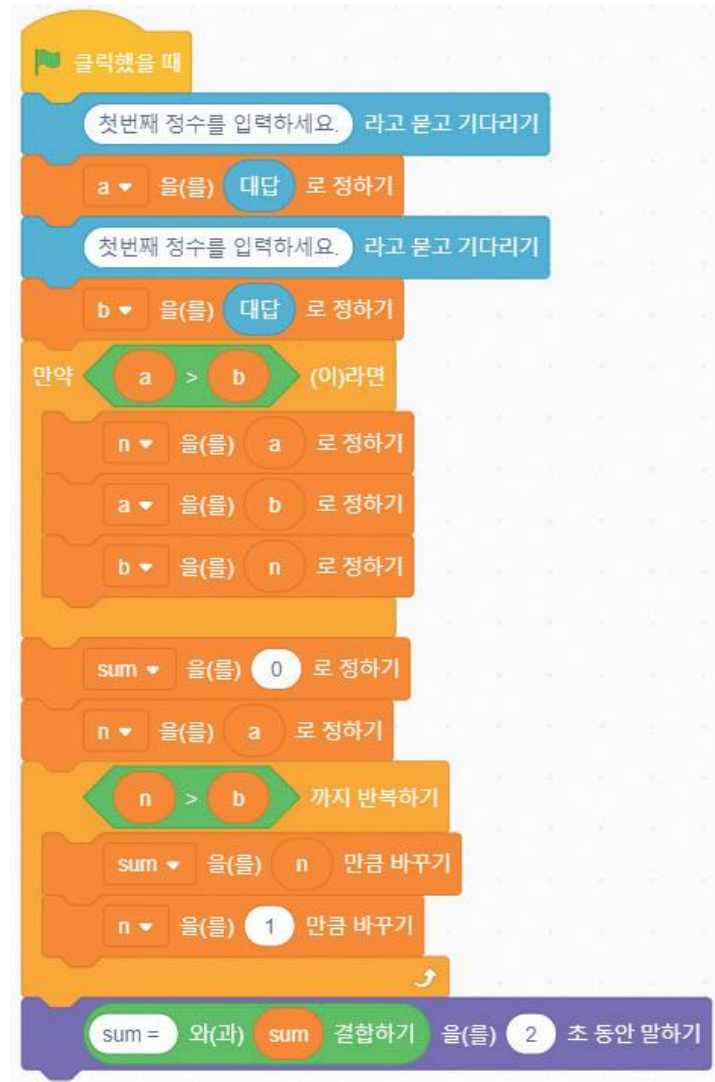 클릭했을 때
첫번째 정수를 입력하세요. 라고 묻고 기다리기
a 을(를) 대답 로 정하기
첫번째 정수를 입력하세요. 라고 묻고 기다리기
b 을(를) 대답 로 정하기
만약 a > b (이)라면
n 을(를) a 로 정하기
a 을(를) b 로 정하기
b 을(를) n 로 정하기
sum 을(를) 0 로 정하기
n 을(를) a 로 정하기
n > b 까지 반복하기
sum 을(를) n 만큼 바꾸기
n 을(를) 1 만큼 바꾸기
sum = 와(과) sum 결합하기 을(를) 2 초 동안 말하기